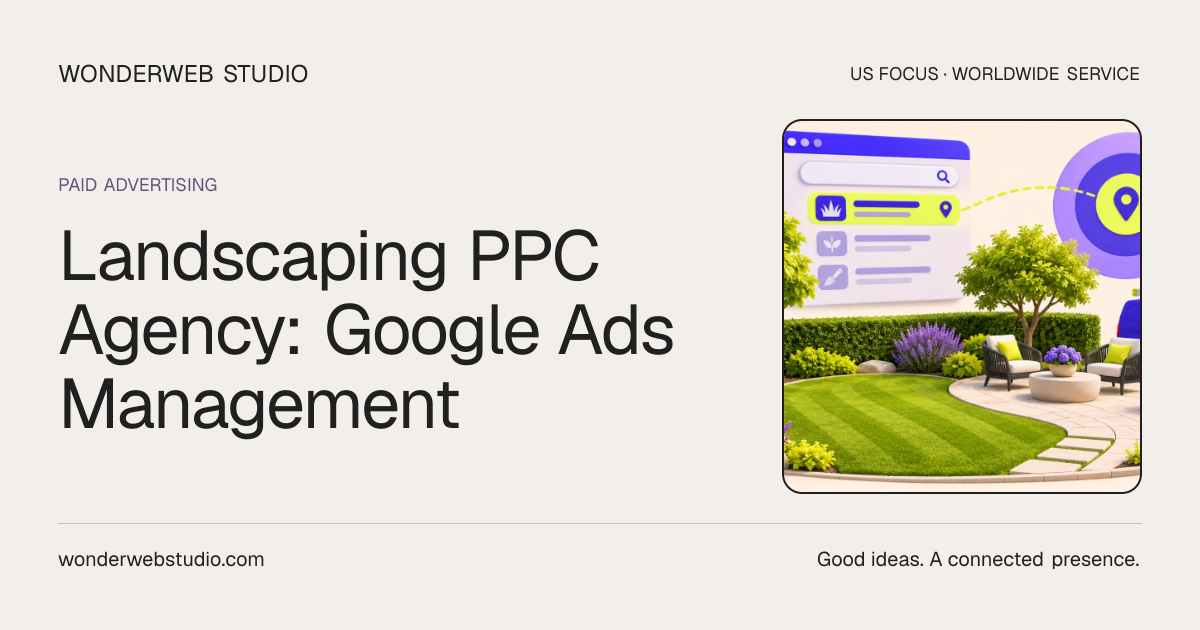 WONDERWEB STUDIO
US FOCUS · WORLDWIDE SERVICE
PAID ADVERTISING
Landscaping PPC
Agency: Google Ads
Management
wonderwebstudio.com
Good ideas. A connected presence.